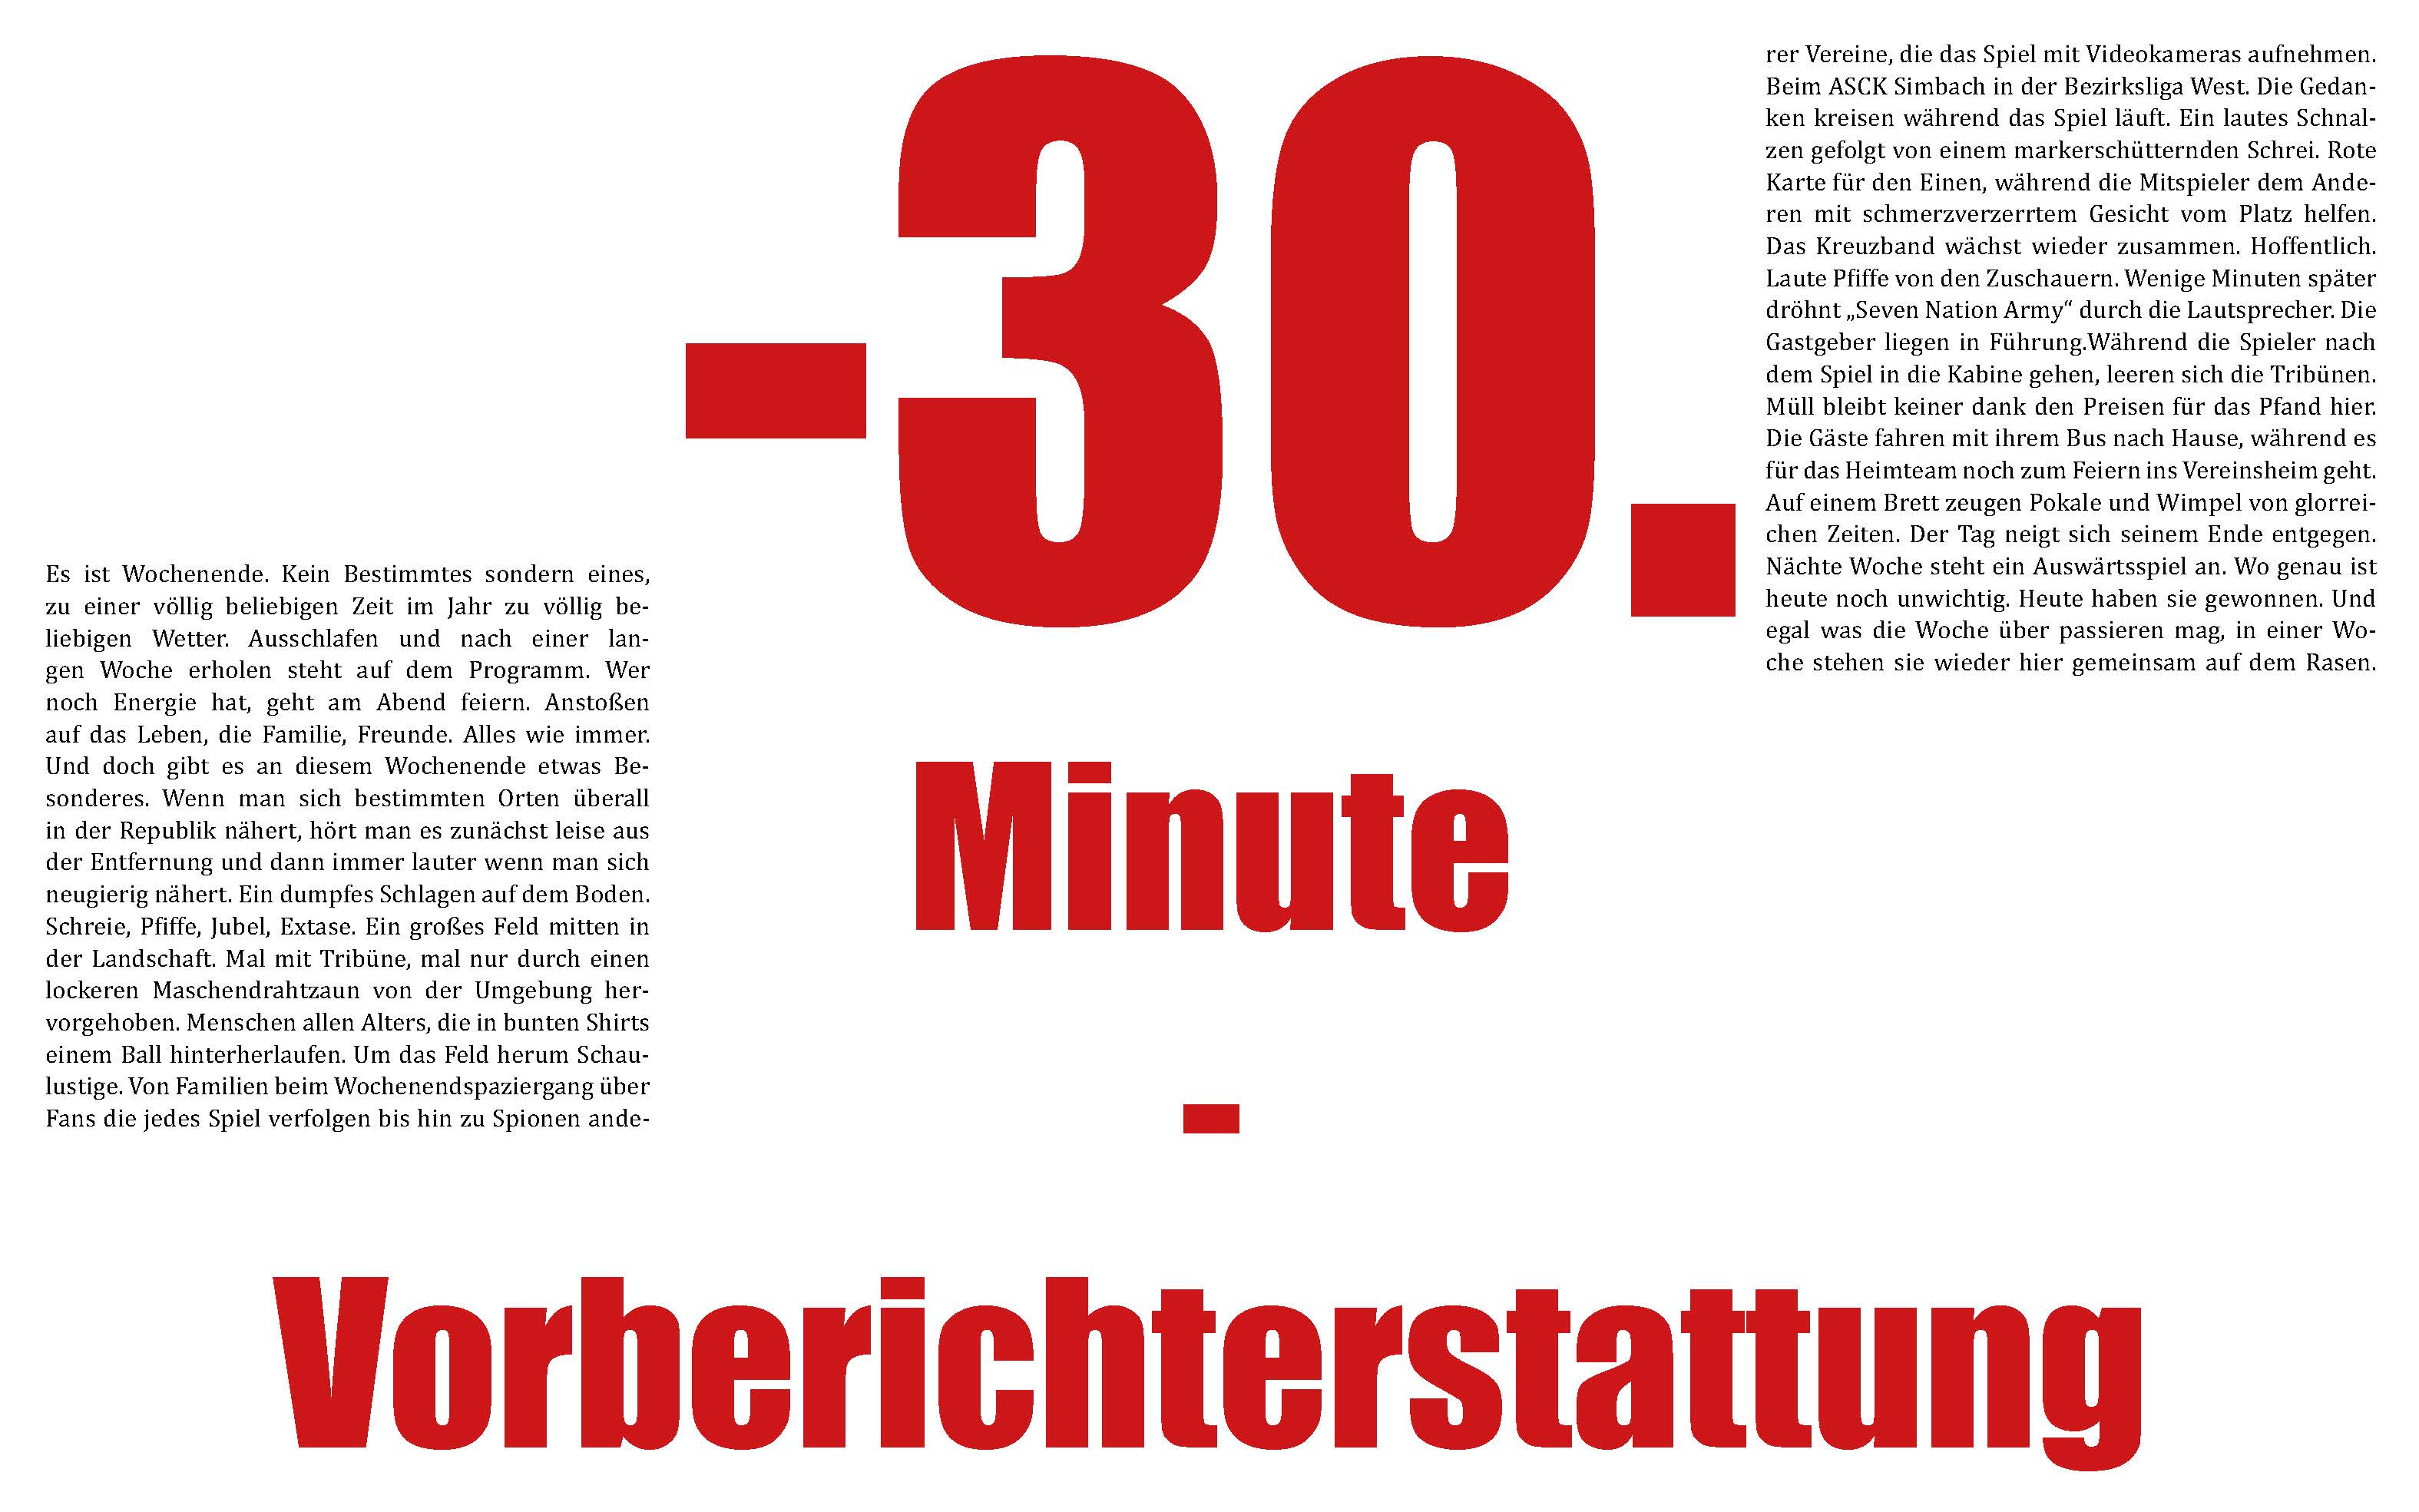 -30.
Minute
-
Vorberichterstattung
Es ist Wochenende. Kein Bestimmtes sondern eines,
zu einer völlig beliebigen Zeit im Jahr zu völlig be-
liebigen Wetter. Ausschlafen und nach einer lan-
gen Woche erholen steht auf dem Programm. Wer
noch Energie hat, geht am Abend feiern. Anstoßen
auf das Leben, die Familie, Freunde. Alles wie immer.
Und doch gibt es an diesem Wochenende etwas Be-
sonderes. Wenn man sich bestimmten Orten überall
in der Republik nähert, hört man es zunächst leise aus
der Entfernung und dann immer lauter wenn man sich
neugierig nähert. Ein dumpfes Schlagen auf dem Boden.
Schreie, Pfiffe, Jubel, Extase. Ein großes Feld mitten in
der Landschaft. Mal mit Tribüne, mal nur durch einen
lockeren Maschendrahtzaun von der Umgebung her-
vorgehoben. Menschen allen Alters, die in bunten Shirts
einem Ball hinterherlaufen. Um das Feld herum Schau-
lustige. Von Familien beim Wochenendspaziergang über
Fans die jedes Spiel verfolgen bis hin zu Spionen ande-
rer Vereine, die das Spiel mit Videokameras aufnehmen.
Beim ASCK Simbach in der Bezirksliga West. Die Gedan-
ken kreisen während das Spiel läuft. Ein lautes Schnal-
zen gefolgt von einem markerschütternden Schrei. Rote
Karte für den Einen, während die Mitspieler dem Ande-
ren mit schmerzverzerrtem Gesicht vom Platz helfen.
Das Kreuzband wächst wieder zusammen. Hoffentlich.
Laute Pfiffe von den Zuschauern. Wenige Minuten später
dröhnt „Seven Nation Army“ durch die Lautsprecher. Die
Gastgeber liegen in Führung.Während die Spieler nach
dem Spiel in die Kabine gehen, leeren sich die Tribünen.
Müll bleibt keiner dank den Preisen für das Pfand hier.
Die Gäste fahren mit ihrem Bus nach Hause, während es
für das Heimteam noch zum Feiern ins Vereinsheim geht.
Auf einem Brett zeugen Pokale und Wimpel von glorrei-
chen Zeiten. Der Tag neigt sich seinem Ende entgegen.
Nächte Woche steht ein Auswärtsspiel an. Wo genau ist
heute noch unwichtig. Heute haben sie gewonnen. Und
egal was die Woche über passieren mag, in einer Wo-
che stehen sie wieder hier gemeinsam auf dem Rasen.